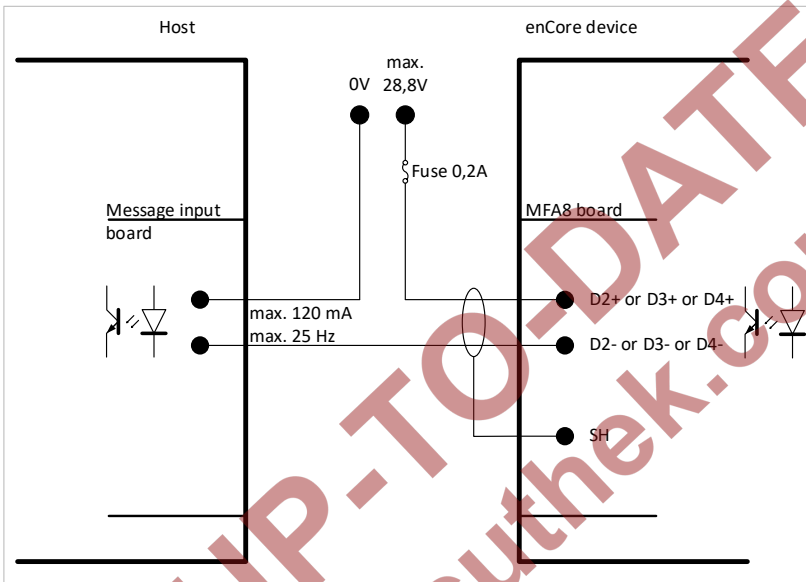 Host
enCore device
max.
0V
28,8V
Fuse 0,2A
Message input
board
MFA8 board
D2+ or D3+ or D4+
max. 120 mA
max. 25 Hz
D2- or D3- or D4-
SH
UP-TO-DATE
suthek.co